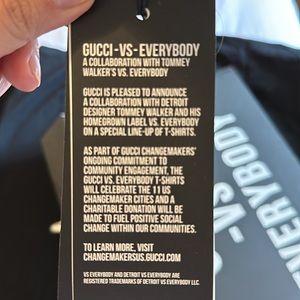 GUCCI-VS-EVERYBODY
A COLLABORATION WITH TOMMEY
WALKER'S VS. EVERYBODY
GUCCI IS PLEASED TO ANNOUNCE
A COLLABORATION WITH DETROIT
DESIGNER TOMMEY WALKER AND HIS
HOMEGROWN LABEL VS. EVERYBODY
ON A SPECIAL LINE-UP OF T-SHIRTS.
AS PART OF GUCCI CHANGEMAKERS'
ONGOING COMMITMENT TO
COMMUNITY ENGAGEMENT, THE
GUCCI VS. EVERYBODY T-SHIRTS
WILL CELEBRATE THE 11 US
CHANGEMAKER CITIES AND A
CHARITABLE DONATION WILL BE
MADE TO FUEL POSITIVE SOCIAL
CHANGE WITHIN OUR COMMUNITIES.
TO LEARN MORE, VISIT
CHANGEMAKERSUS.GUCCI.COM
VS EVERYBODY AND DETROIT VS EVERYBODY ARE
REGISTERED TRADEMARKS OF DETROIT VS EVERYBODY LLC.
-VS-
EVERYBODY